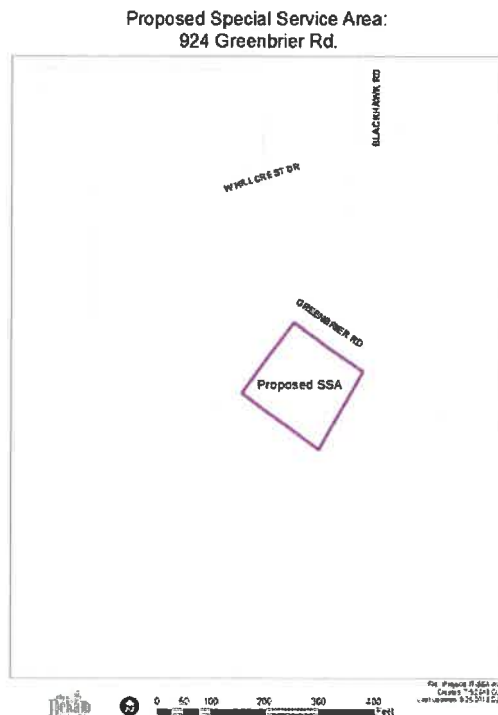 Proposed Special Service Area:
924 Greenbrier Rd.
BLACKHAWK RD
W HILLCREST DR
GREENBRIER RD
Proposed SSA
DeKalb
0 50 100 200 300 400
Feet